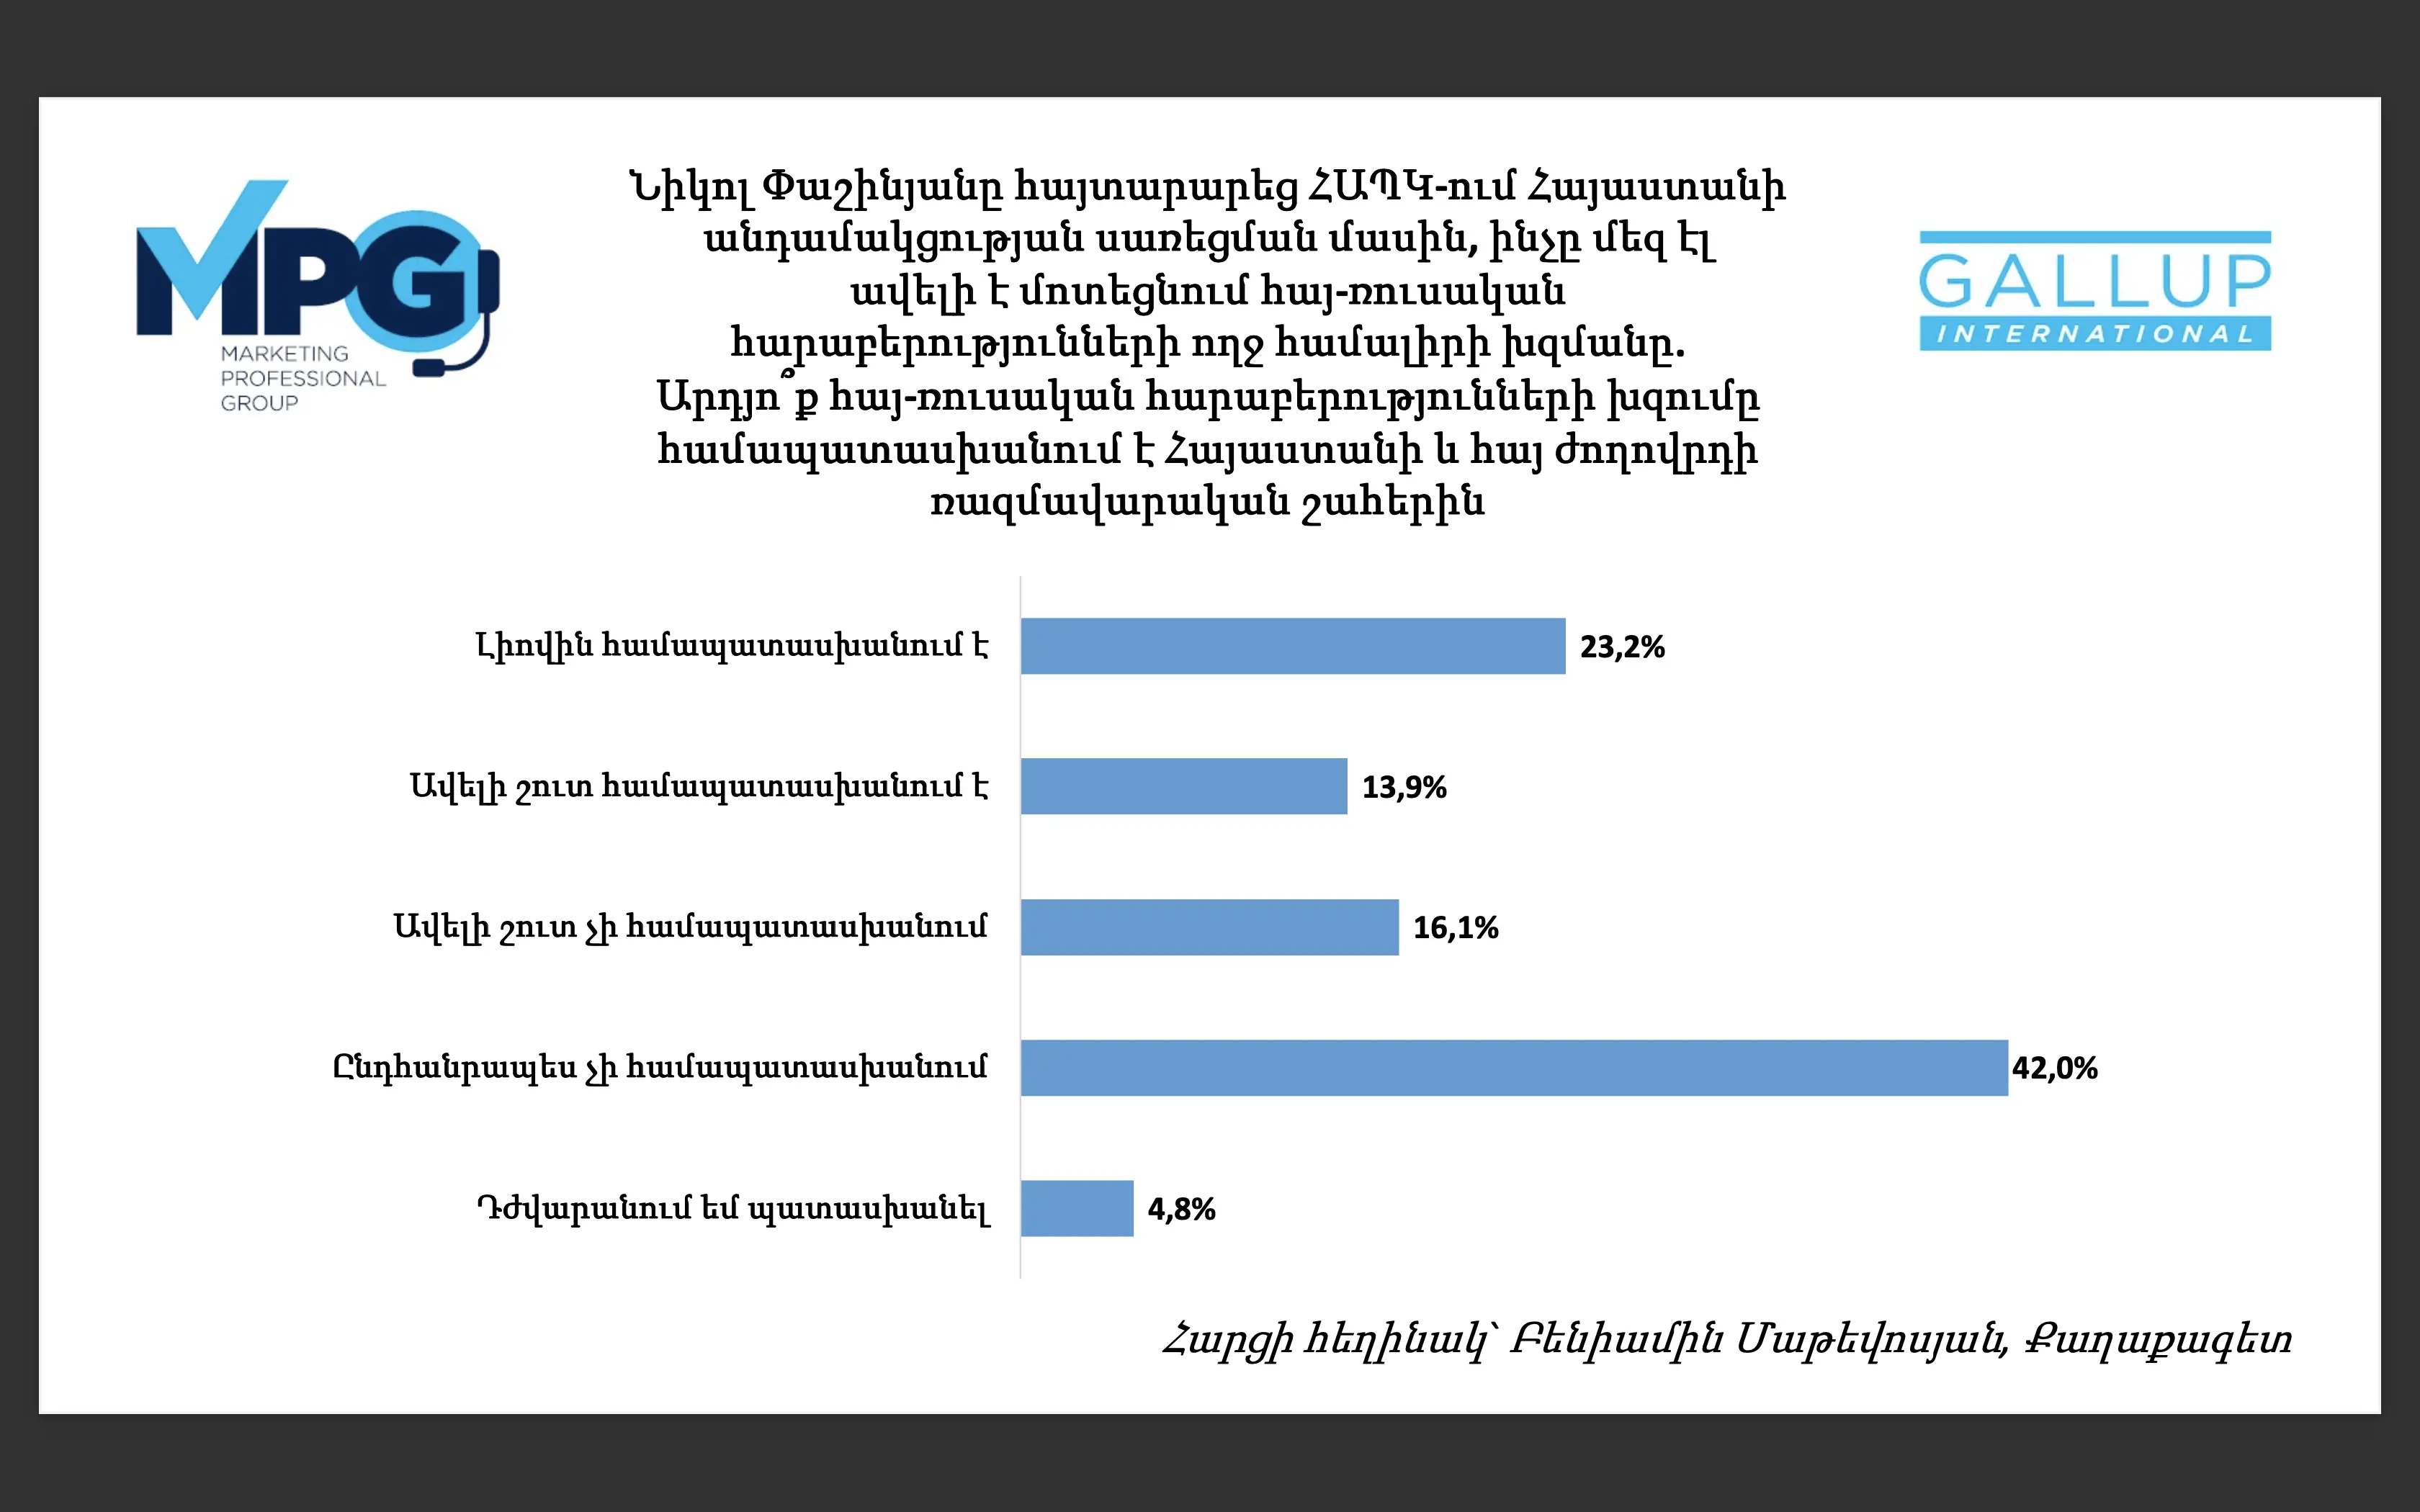 MPG
MARKETING
PROFESSIONAL
GROUP
Նիկոլ Փաշինյանը հայտարարեց ՀԱՊԿ-ում Հայաստանի
անդամակցության սառեցման մասին, ինչը մեզ էլ
ավելի է մոտեցնում հայ-ռուսական
հարաբերությունների ողջ համալիրի խզմանը.
Արդյո՞ք հայ-ռուսական հարաբերությունների խզումը
համապատասխանում է Հայաստանի և հայ ժողովրդի
ռազմավարական շահերին
GALLUP
INTERNATIONAL
Լիովին համապատասխանում է 23,2%
Ավելի շուտ համապատասխանում է 13,9%
Ավելի շուտ չի համապատասխանում 16,1%
Ընդհանրապես չի համապատասխանում 42,0%
Դժվարանում եմ պատասխանել 4,8%
Հարցի հեղինակ՝ Բենիամին Մաթեվոսյան, Քաղաքագետ